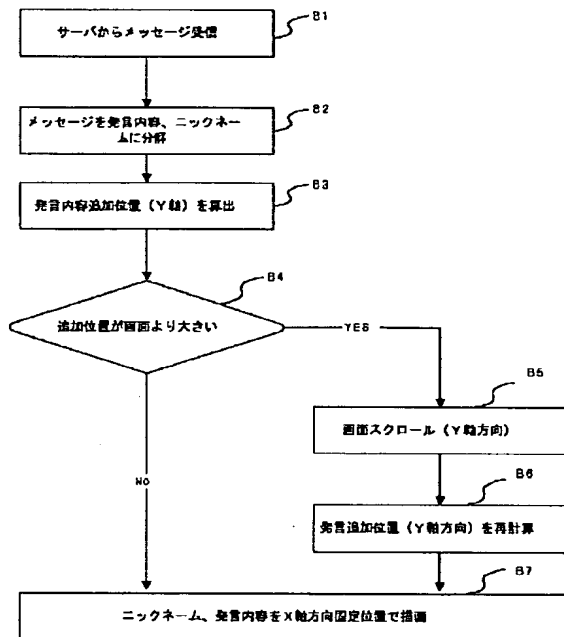 B1
サーバからメッセージ受信
B2
メッセージを発言内容、ニックネー
ムに分解
B3
発言内容追加位置(Y軸)を算出
B4
追加位置が画面より大さい
YES
B5
画面スクロール(Y軸方向)
NO
B6
発言追加位置(Y軸方向)を再計算
B7
ニックネーム、発言内容をX軸方向固定位置で描画